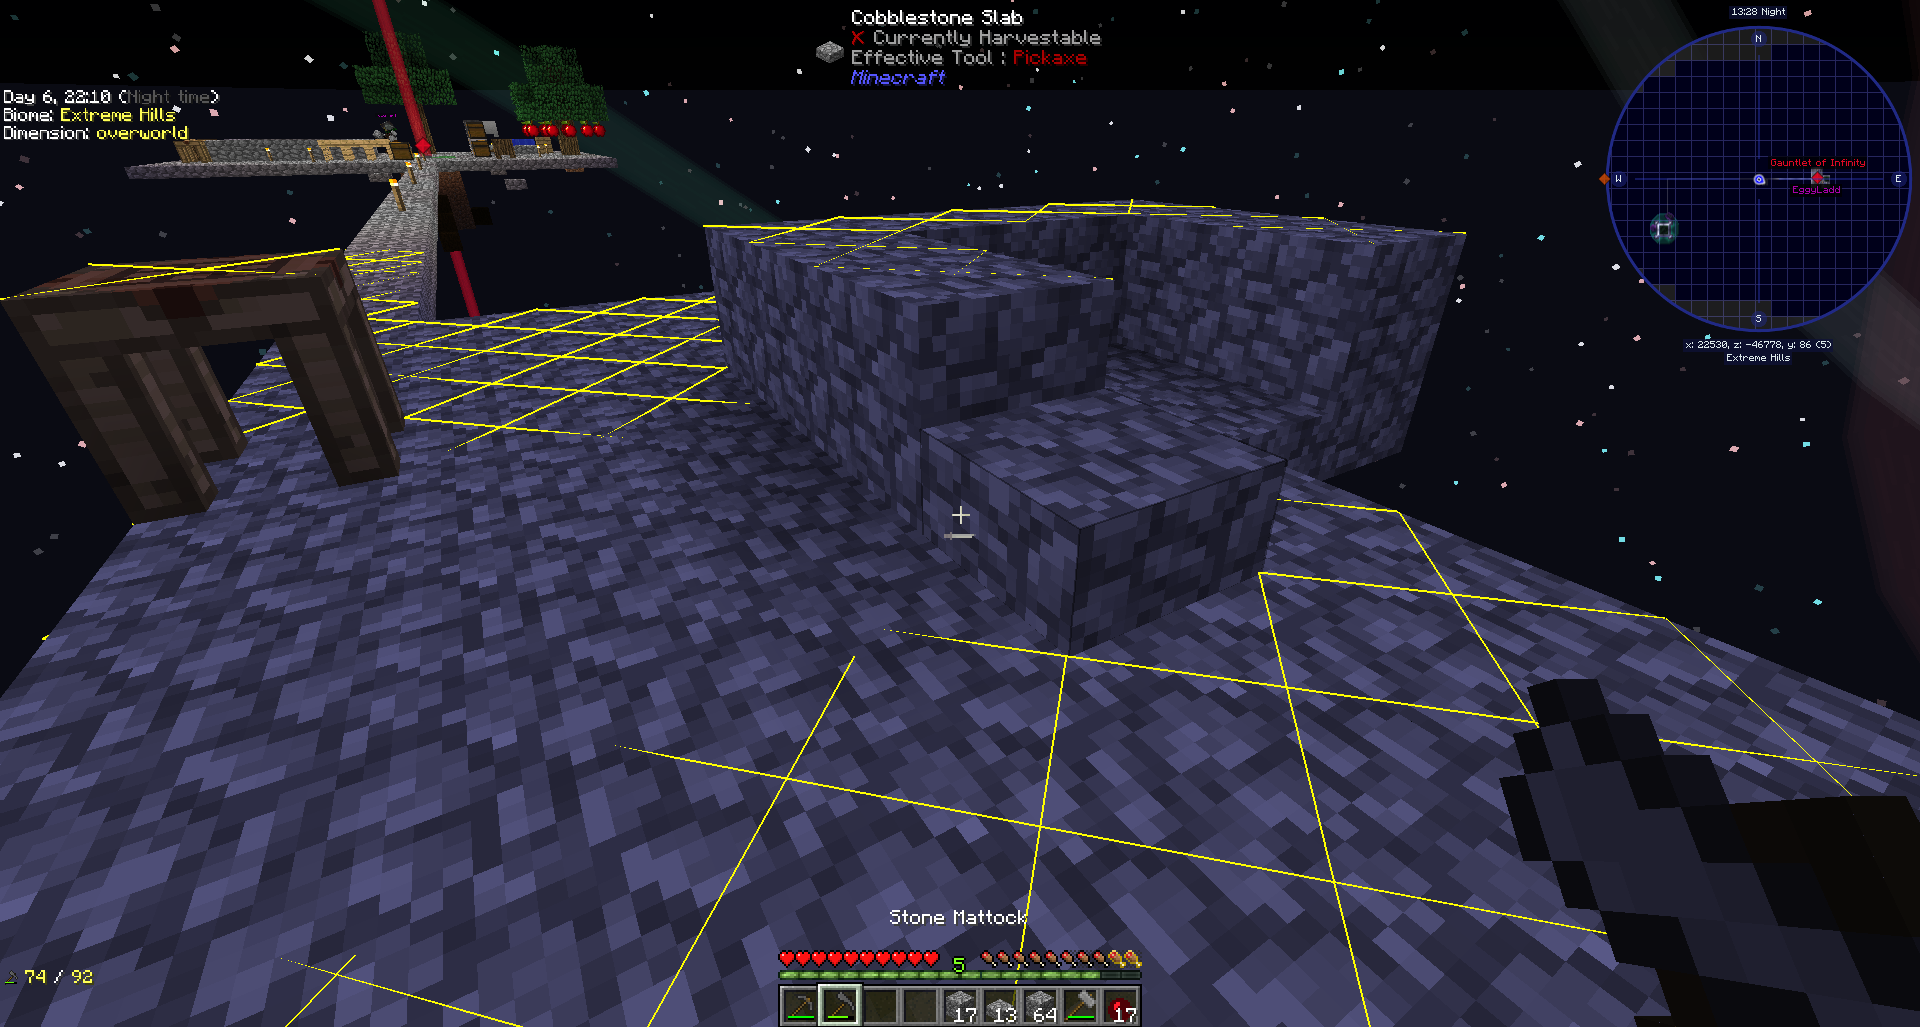 Cobblestone Slab
X Currently Harvestable
Effective Tool : Pickaxe
Minecraft
Day 6, 22:10 (Night time)
Biome: Extreme Hills
Dimension: overworld
13:28 Night
N
W
E
S
Gauntlet of Infinity
EggyLadd
x: 22530, z: -46778, y: 86 (5)
Extreme Hills
Stone Mattock
5
74 / 92
17
13
64
17